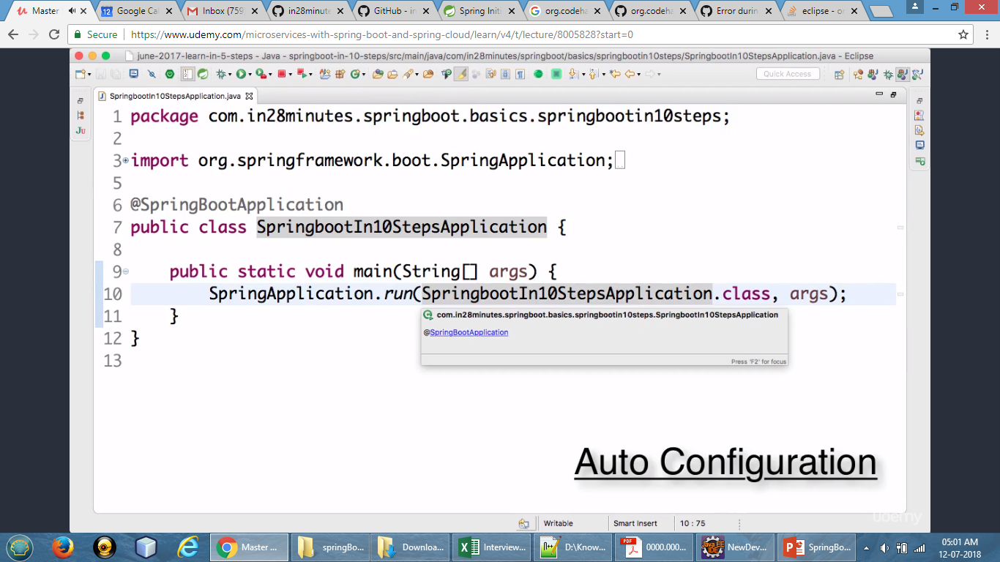 Master
Google Cal
Inbox (759
in28minute
GitHub - in
Spring Initi
org.codeha
org.codeha
Error durin
eclipse - or
Secure
https://www.udemy.com/microservices-with-spring-boot-and-spring-cloud/learn/v4/t/lecture/8005828?start=0
june-2017-learn-in-5-steps - Java - springboot-in-10-steps/src/main/java/com/in28minutes/springboot/basics/springbootin10steps/SpringbootIn10StepsApplication.java - Eclipse
Quick Access
SpringbootIn10StepsApplication.java
1 package com.in28minutes.springboot.basics.springbootin10steps;
2
3 import org.springframework.boot.SpringApplication;
5
6 @SpringBootApplication
7 public class SpringbootIn10StepsApplication {
8
9 public static void main(String[] args) {
10 SpringApplication.run(SpringbootIn10StepsApplication.class, args);
11 }
12 }
13
com.in28minutes.springboot.basics.springbootin10steps.SpringbootIn10StepsApplication
@SpringBootApplication
Press 'F2' for focus
Auto Configuration
udemy
Writable
Smart Insert
10 : 75
Master ...
springBo...
Downloa...
Interview...
D:\Know...
0000.000...
NewDev...
SpringBo...
05:01 AM
12-07-2018